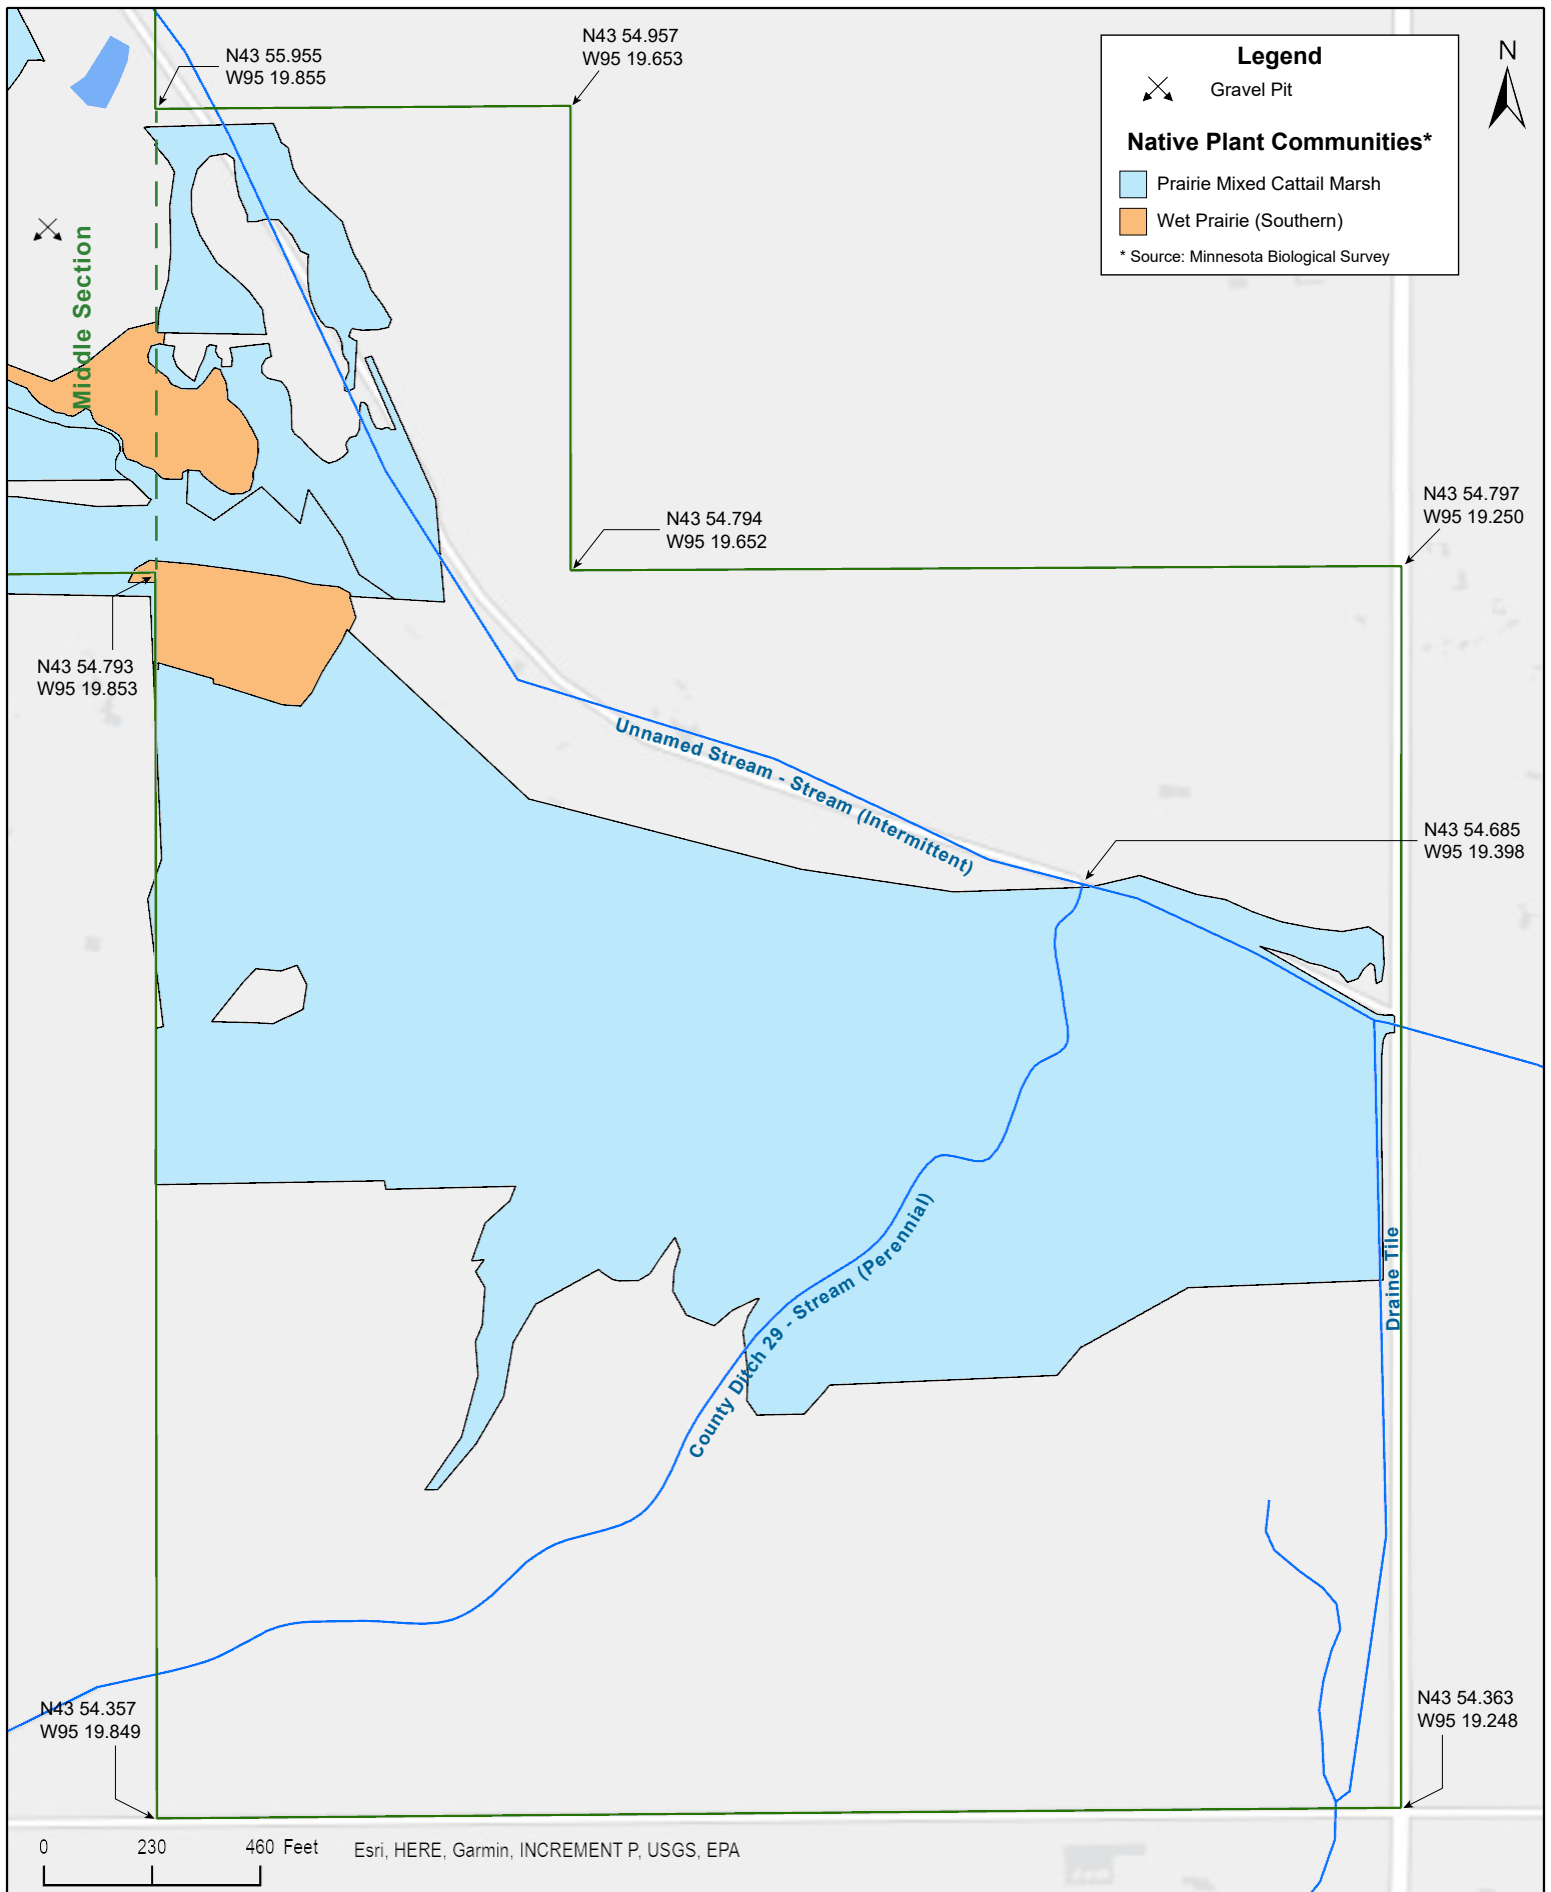 N43 55.955
W95 19.855
N43 54.957
W95 19.653
Legend
Gravel Pit
Native Plant Communities*
Prairie Mixed Cattail Marsh
Wet Prairie (Southern)
* Source: Minnesota Biological Survey
N
Middle Section
N43 54.794
W95 19.652
N43 54.797
W95 19.250
N43 54.793
W95 19.853
Unnamed Stream - Stream (Intermittent)
N43 54.685
W95 19.398
County Ditch 29 - Stream (Perennial)
Draine Tile
N43 54.357
W95 19.849
N43 54.363
W95 19.248
0 230 460 Feet
Esri, HERE, Garmin, INCREMENT P, USGS, EPA